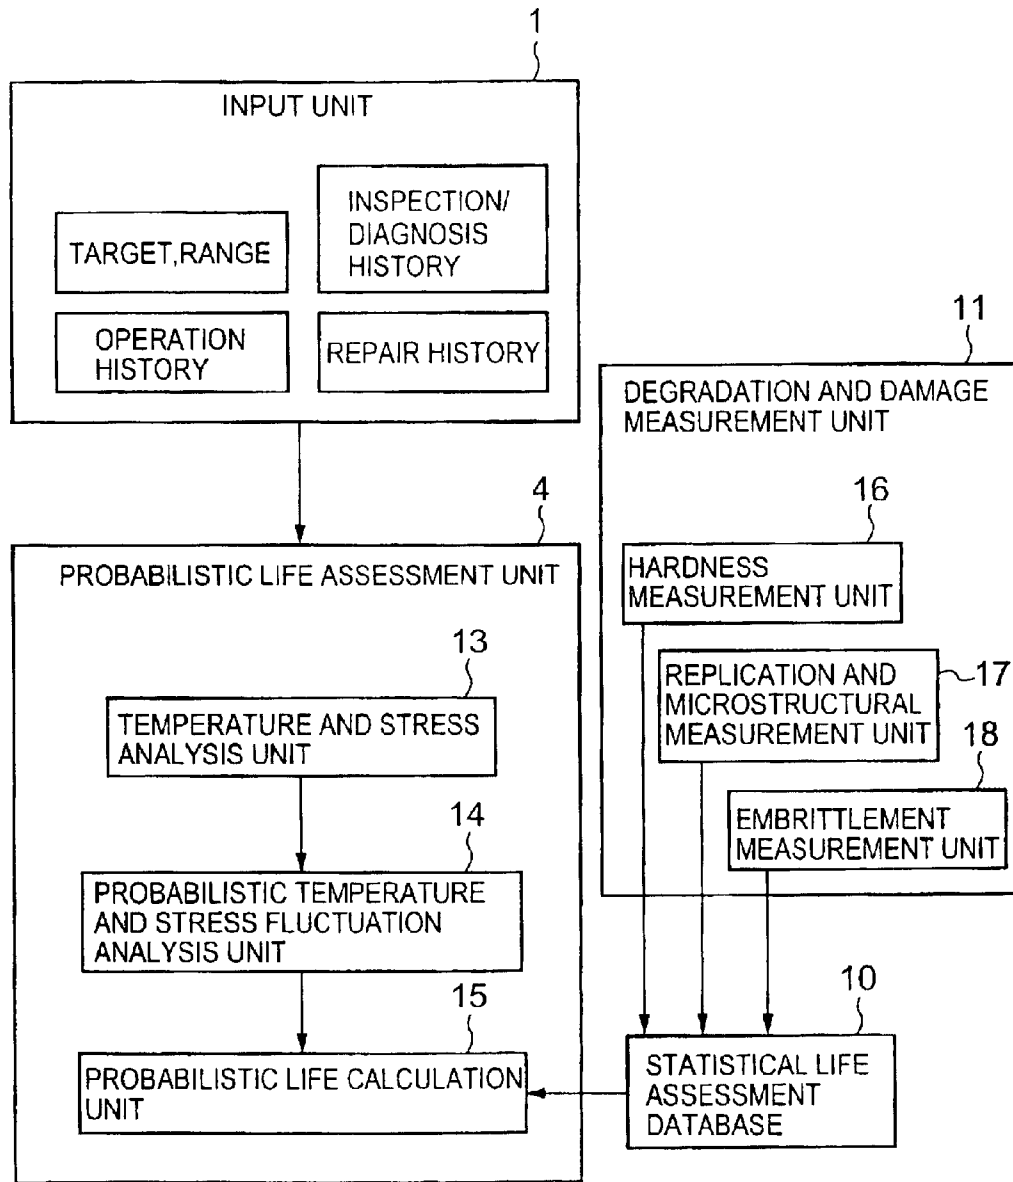 1
INPUT UNIT
TARGET,RANGE
INSPECTION/
DIAGNOSIS
HISTORY
OPERATION
HISTORY
REPAIR HISTORY
4
PROBABILISTIC LIFE ASSESSMENT UNIT
13
TEMPERATURE AND STRESS
ANALYSIS UNIT
14
PROBABILISTIC TEMPERATURE
AND STRESS FLUCTUATION
ANALYSIS UNIT
15
PROBABILISTIC LIFE CALCULATION
UNIT
11
DEGRADATION AND DAMAGE
MEASUREMENT UNIT
16
HARDNESS
MEASUREMENT UNIT
REPLICATION AND
MICROSTRUCTURAL
MEASUREMENT UNIT
17
18
EMBRITTLEMENT
MEASUREMENT UNIT
10
STATISTICAL LIFE
ASSESSMENT
DATABASE